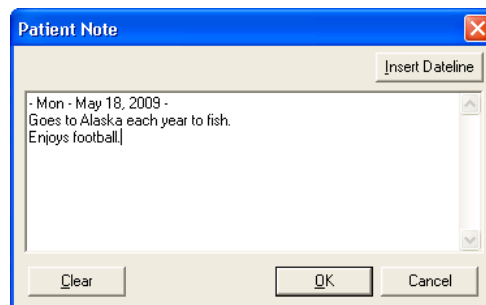 Patient Note
Insert Dateline
- Mon - May 18, 2009 -
Goes to Alaska each year to fish.
Enjoys football.
Clear
OK
Cancel